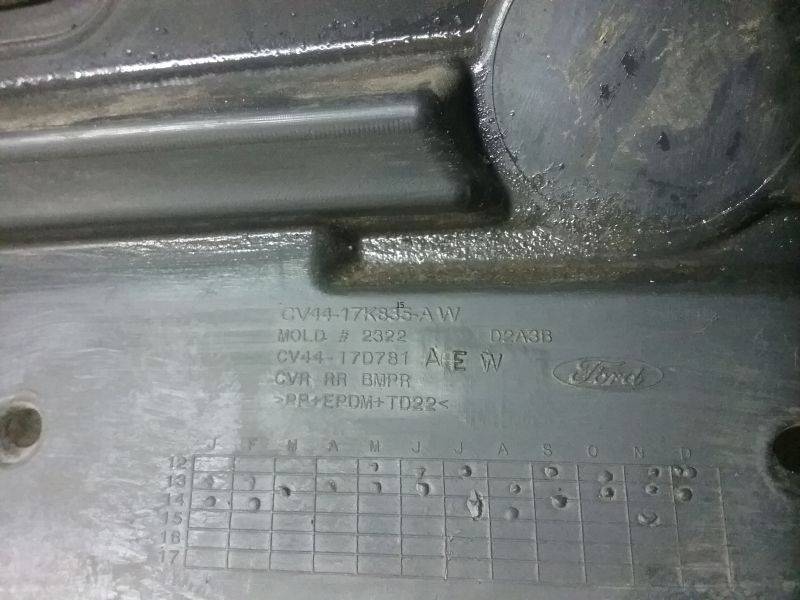 CV44-17K835-AW
15
MOLD # 2322 D2A3B
CV44-17D781 AEW
Ford
CVR RR BMPR
>PP+EPDM+TD22<
J F M A M J J A S O N D
12
13
14
15
16
17